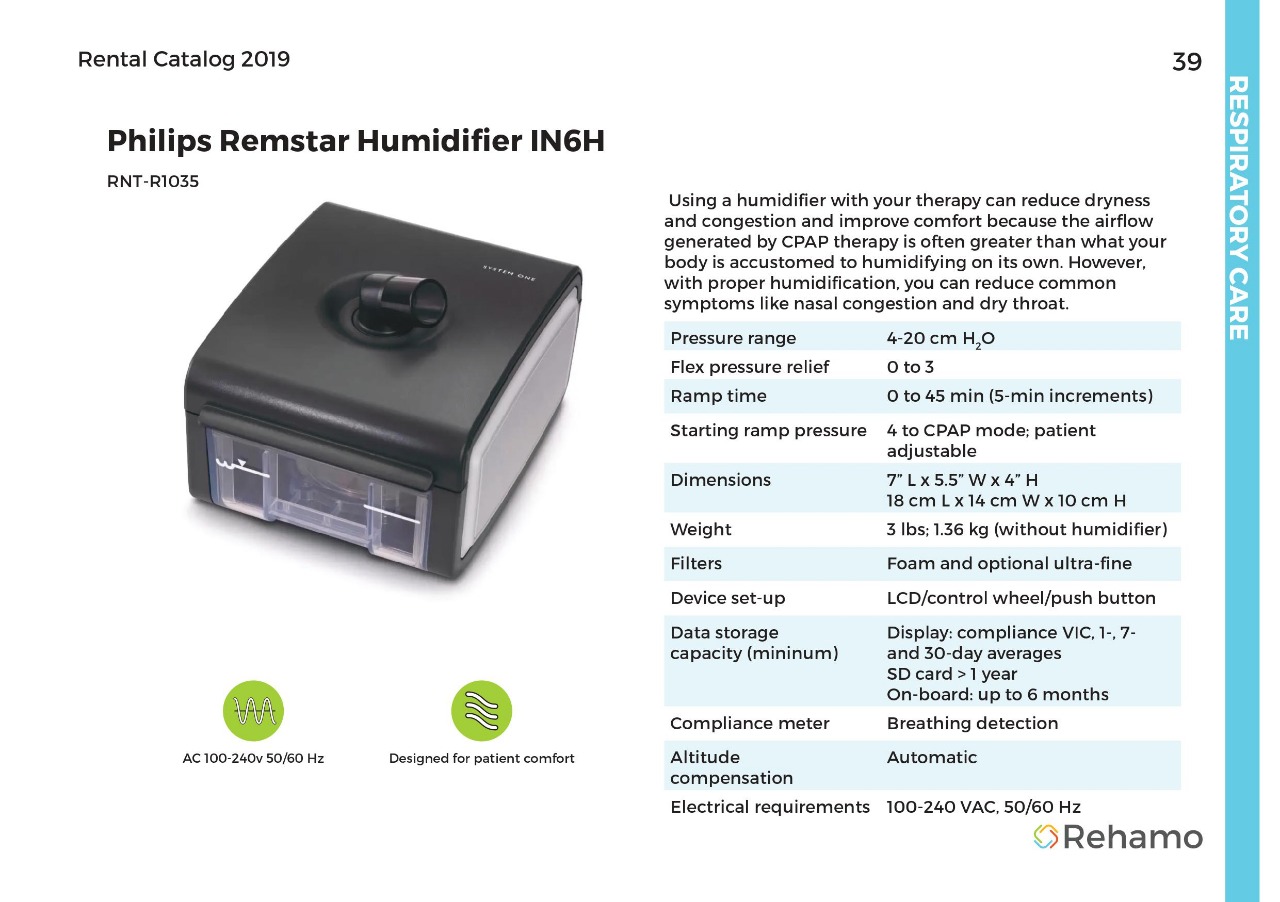 Rental Catalog 2019
39
RESPIRATORY CARE
Philips Remstar Humidifier IN6H
RNT-R1035
SYSTEM ONE
AC 100-240v 50/60 Hz
Designed for patient comfort
Using a humidifier with your therapy can reduce dryness
and congestion and improve comfort because the airflow
generated by CPAP therapy is often greater than what your
body is accustomed to humidifying on its own. However,
with proper humidification, you can reduce common
symptoms like nasal congestion and dry throat.
Pressure range 4-20 cm H₂O
Flex pressure relief 0 to 3
Ramp time 0 to 45 min (5-min increments)
Starting ramp pressure 4 to CPAP mode; patient
adjustable
Dimensions 7” L x 5.5” W x 4” H
18 cm L x 14 cm W x 10 cm H
Weight 3 lbs; 1.36 kg (without humidifier)
Filters Foam and optional ultra-fine
Device set-up LCD/control wheel/push button
Data storage Display: compliance VIC, 1-, 7-
capacity (mininum) and 30-day averages
SD card > 1 year
On-board: up to 6 months
Compliance meter Breathing detection
Altitude Automatic
compensation
Electrical requirements 100-240 VAC, 50/60 Hz
Rehamo